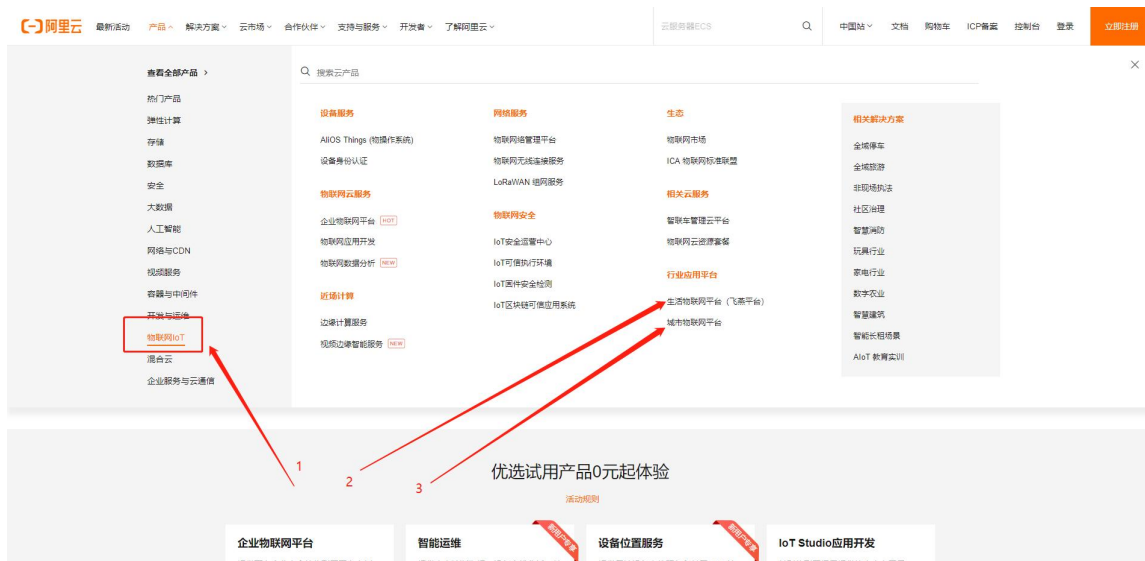 阿里云 最新活动 产品 解决方案 云市场 合作伙伴 支持与服务 开发者 了解阿里云 云服务器ECS 中国站 文档 购物车 ICP备案 控制台 登录 立即注册
查看全部产品 >
搜索云产品
热门产品
弹性计算
存储
数据库
安全
大数据
人工智能
网络与CDN
视频服务
容器与中间件
开发与运维
物联网IoT
混合云
企业服务与云通信
设备服务
AliOS Things (物操作系统)
设备身份认证
物联网云服务
企业物联网平台 HOT
物联网应用开发
物联网数据分析 NEW
近场计算
边缘计算服务
视频边缘智能服务 NEW
网络服务
物联网络管理平台
物联网无线连接服务
LoRaWAN 组网服务
物联网安全
IoT安全运营中心
IoT可信执行环境
IoT固件安全检测
IoT区块链可信应用系统
生态
物联网市场
ICA 物联网标准联盟
相关云服务
智联车管理云平台
物联网云资源套餐
行业应用平台
生活物联网平台（飞燕平台）
城市物联网平台
相关解决方案
全域停车
全域旅游
非现场执法
社区治理
智慧消防
玩具行业
家电行业
数字农业
智慧建筑
智能长租场景
AIoT 教育实训
1
2
3
优选试用产品0元起体验
活动规则
企业物联网平台
智能运维
新用户专享
设备位置服务
新用户专享
IoT Studio应用开发